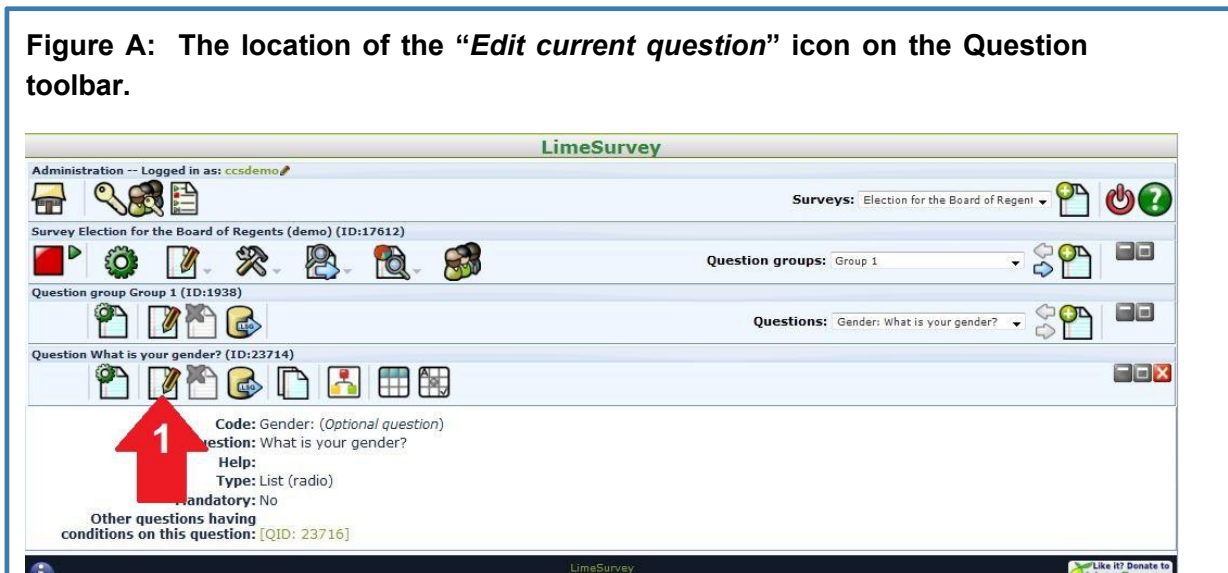 Figure A: The location of the “Edit current question” icon on the Question
toolbar.
LimeSurvey
Administration -- Logged in as: ccsdemo
Surveys: Election for the Board of Regent
Survey Election for the Board of Regents (demo) (ID:17612)
Question groups: Group 1
Question group Group 1 (ID:1938)
LSQ
Questions: Gender: What is your gender?
Question What is your gender? (ID:23714)
LSQ
1
Code: Gender: (Optional question)
uestion: What is your gender?
Help:
Type: List (radio)
andatory: No
Other questions having
conditions on this question: [QID: 23716]
LimeSurvey
Like it? Donate to